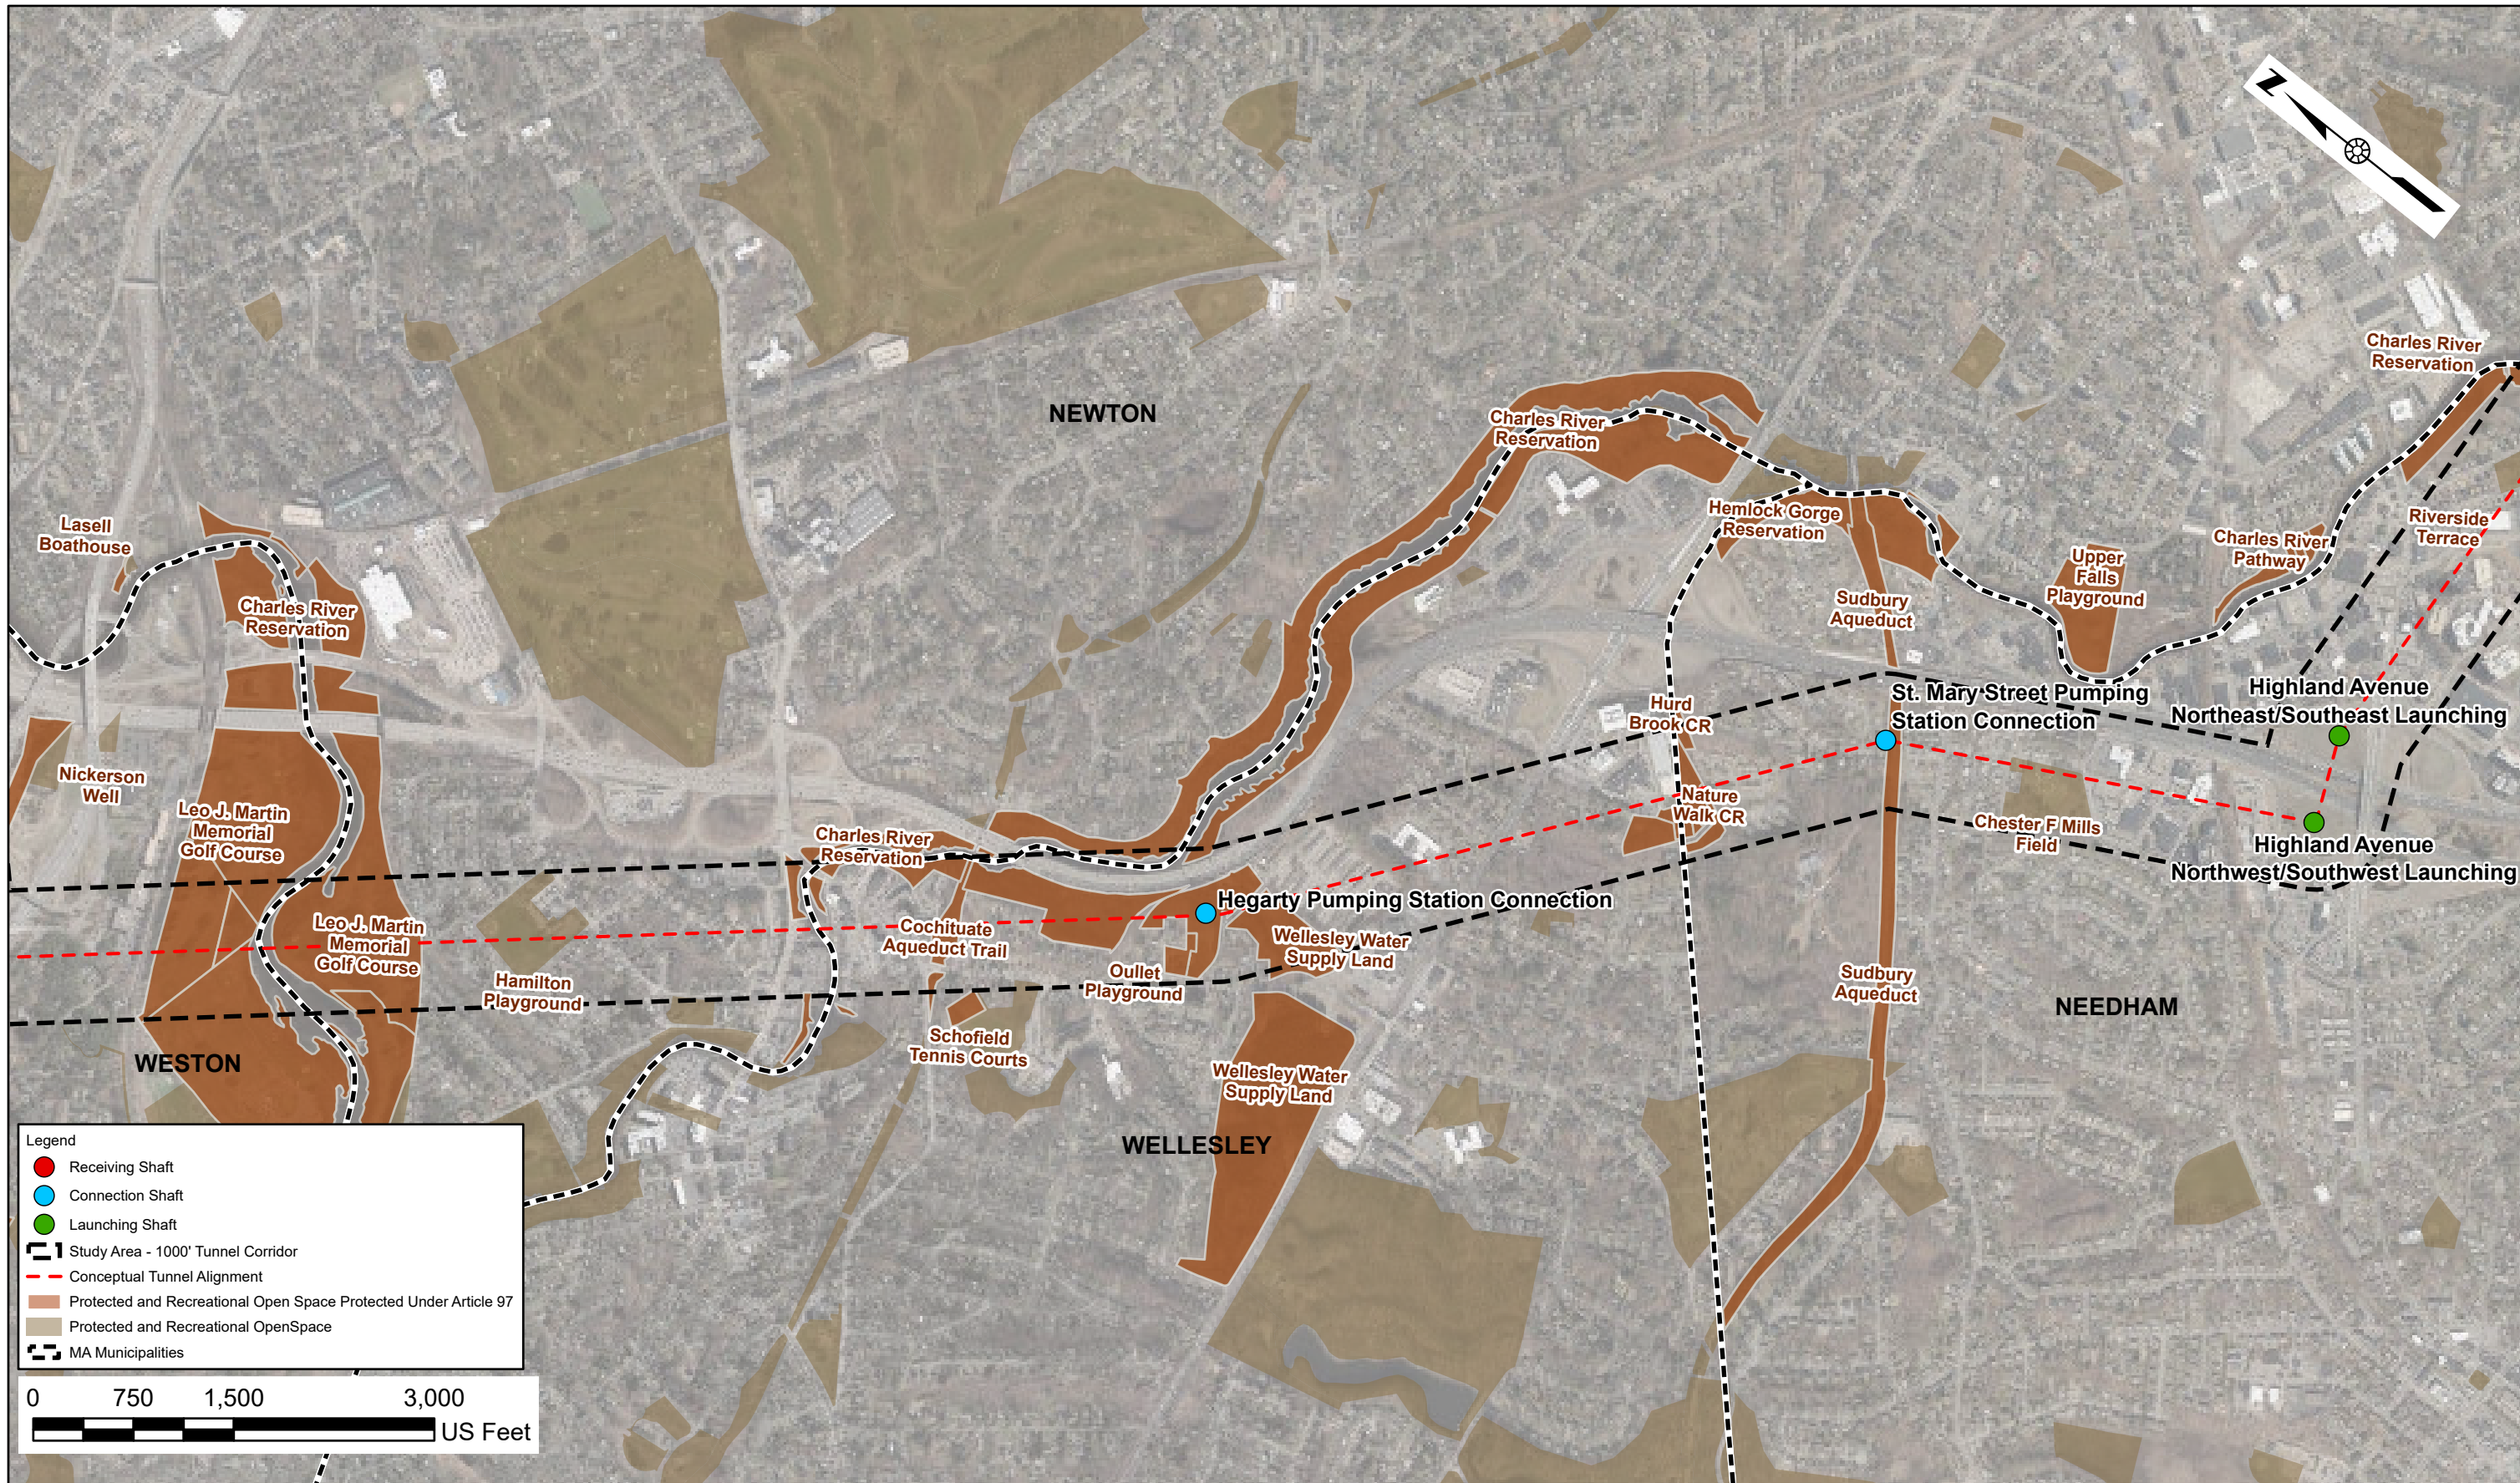 N
Charles River
Reservation
NEWTON
Charles River
Reservation
Lasell
Boathouse
Hemlock Gorge
Reservation
Riverside
Terrace
Charles River
Pathway
Upper
Falls
Playground
Charles River
Reservation
Sudbury
Aqueduct
St. Mary Street Pumping
Station Connection
Highland Avenue
Northeast/Southeast Launching
Hurd
Brook CR
Nickerson
Well
Leo J. Martin
Memorial
Golf Course
Nature
Walk CR
Charles River
Reservation
Chester F Mills
Field
Highland Avenue
Northwest/Southwest Launching
Hegarty Pumping Station Connection
Leo J. Martin
Memorial
Golf Course
Cochituate
Aqueduct Trail
Wellesley Water
Supply Land
Hamilton
Playground
Oullet
Playground
Sudbury
Aqueduct
NEEDHAM
Schofield
Tennis Courts
WESTON
Wellesley Water
Supply Land
WELLESLEY
Legend
Receiving Shaft
Connection Shaft
Launching Shaft
Study Area - 1000' Tunnel Corridor
Conceptual Tunnel Alignment
Protected and Recreational Open Space Protected Under Article 97
Protected and Recreational OpenSpace
MA Municipalities
0 750 1,500 3,000
US Feet